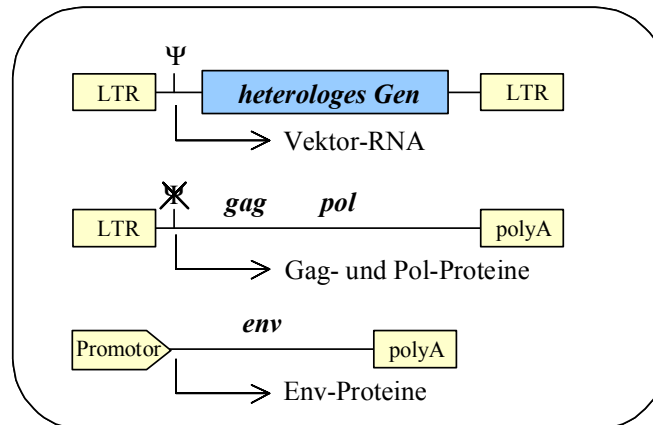 Ψ
LTR heterologes Gen LTR
Vektor-RNA
Ψ
gag pol
LTR polyA
Gag- und Pol-Proteine
env
Promotor polyA
Env-Proteine